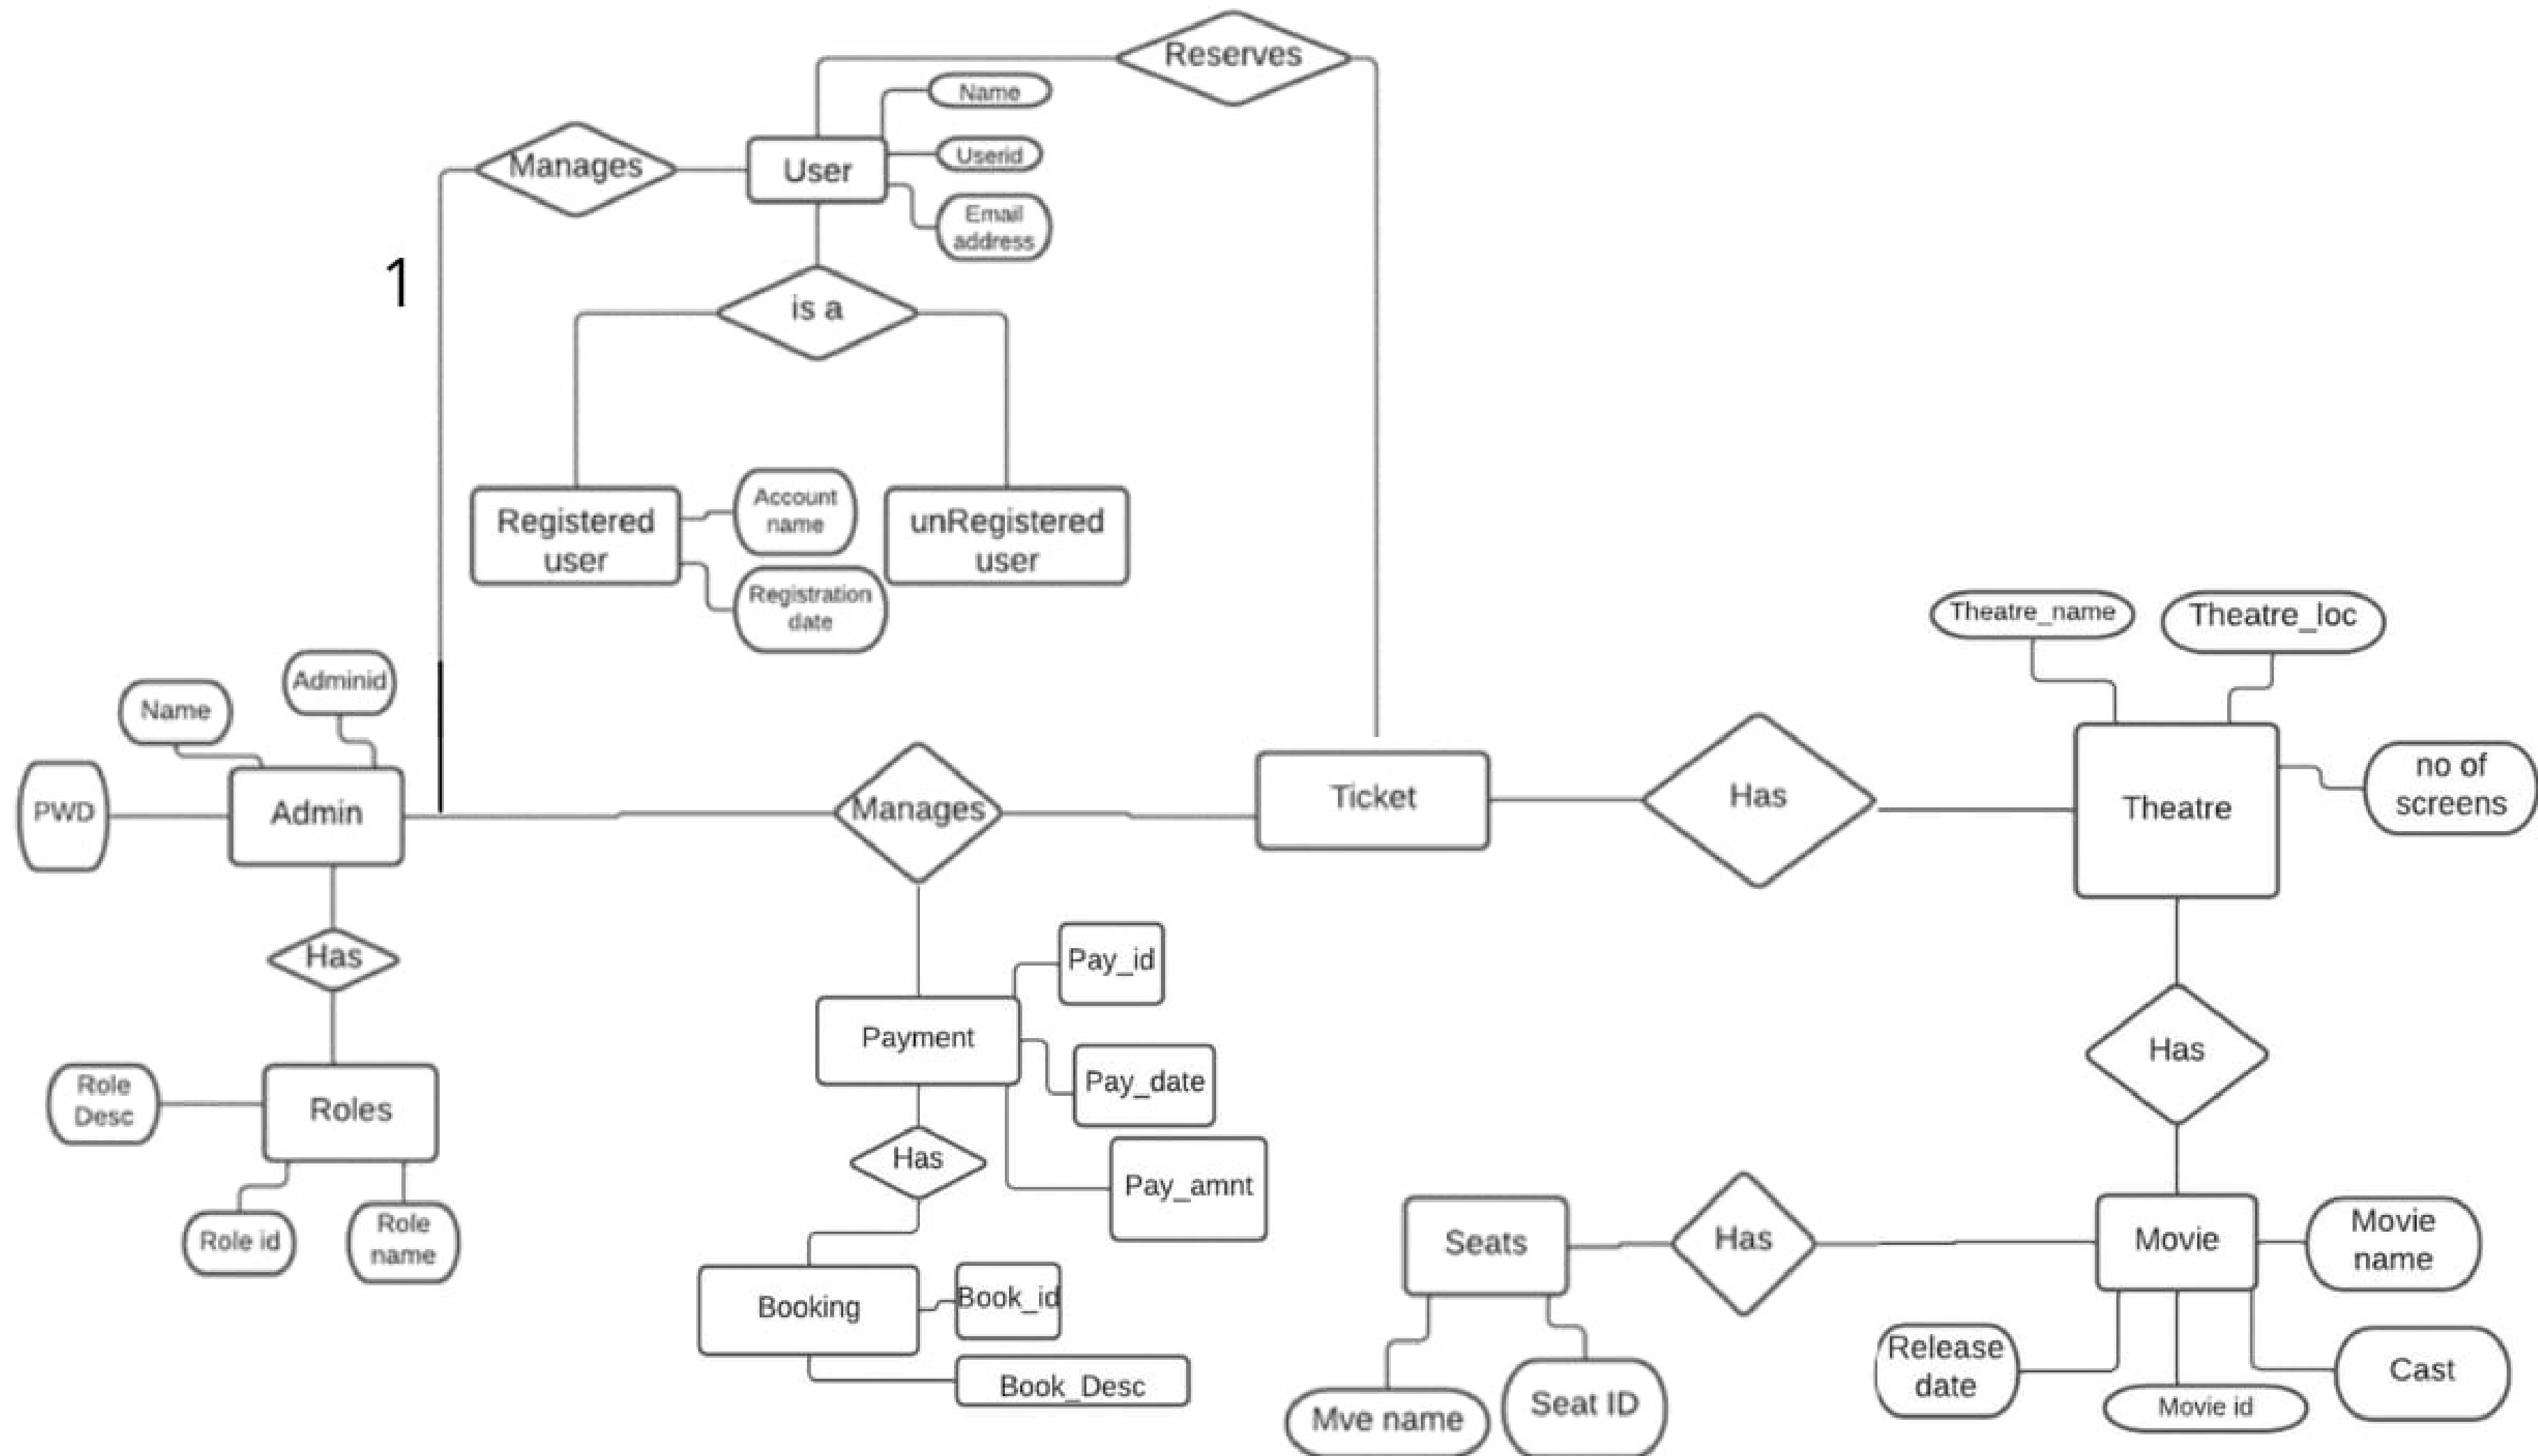 Reserves
Name
Manages
User
Userid
Email
address
1
is a
Registered
user
Account
name
unRegistered
user
Registration
date
Theatre_name
Theatre_loc
Name
Adminid
PWD
Admin
Manages
Ticket
Has
Theatre
no of
screens
Has
Pay_id
Payment
Pay_date
Has
Role
Desc
Roles
Has
Pay_amnt
Role id
Role
name
Seats
Has
Movie
Movie
name
Booking
Book_id
Book_Desc
Mve name
Seat ID
Release
date
Movie id
Cast